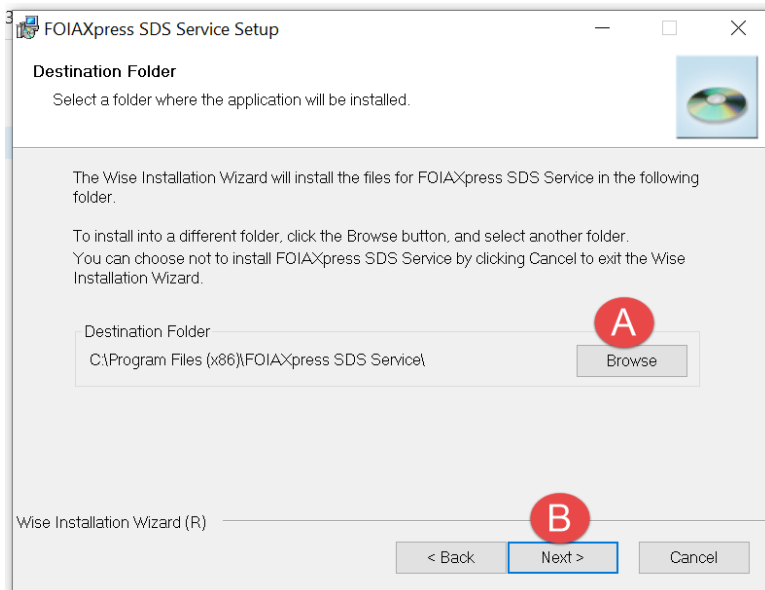 3
FOIAXpress SDS Service Setup
Destination Folder
Select a folder where the application will be installed.
The Wise Installation Wizard will install the files for FOIAXpress SDS Service in the following
folder.
To install into a different folder, click the Browse button, and select another folder.
You can choose not to install FOIAXpress SDS Service by clicking Cancel to exit the Wise
Installation Wizard.
A
Destination Folder
C:\Program Files (x86)\FOIAXpress SDS Service\
Browse
B
Wise Installation Wizard (R)
< Back
Next >
Cancel